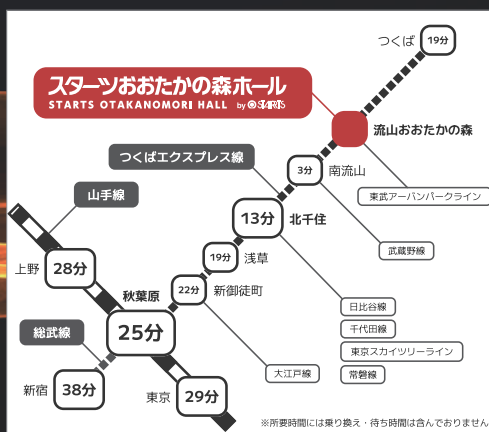 つくば 19分
スターツおおたかの森ホール
STARTS OTAKANOMORI HALL by STARTS
流山おおたかの森
つくばエクスプレス線
3分 南流山
東武アーバンパークライン
山手線
13分 北千住
武蔵野線
上野 28分
19分 浅草
秋葉原
22分 新御徒町
日比谷線
総武線
25分
千代田線
東京スカイツリーライン
大江戸線
常磐線
新宿 38分
東京 29分
※所要時間には乗り換え・待ち時間は含んでおりません